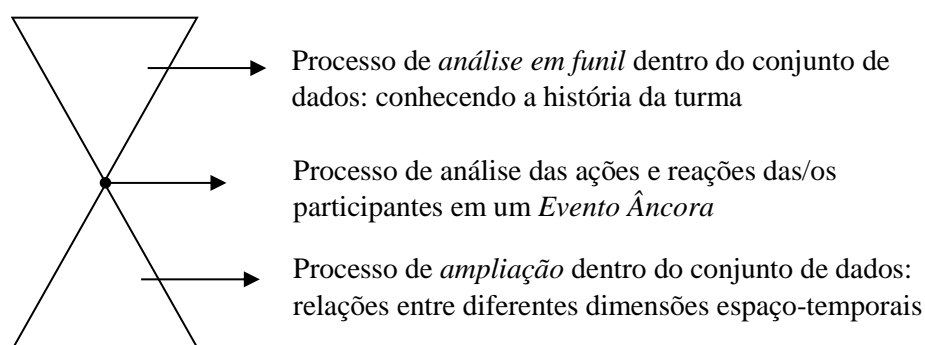 Processo de análise em funil dentro do conjunto de
dados: conhecendo a história da turma
Processo de análise das ações e reações das/os
participantes em um Evento Âncora
Processo de ampliação dentro do conjunto de dados:
relações entre diferentes dimensões espaço-temporais